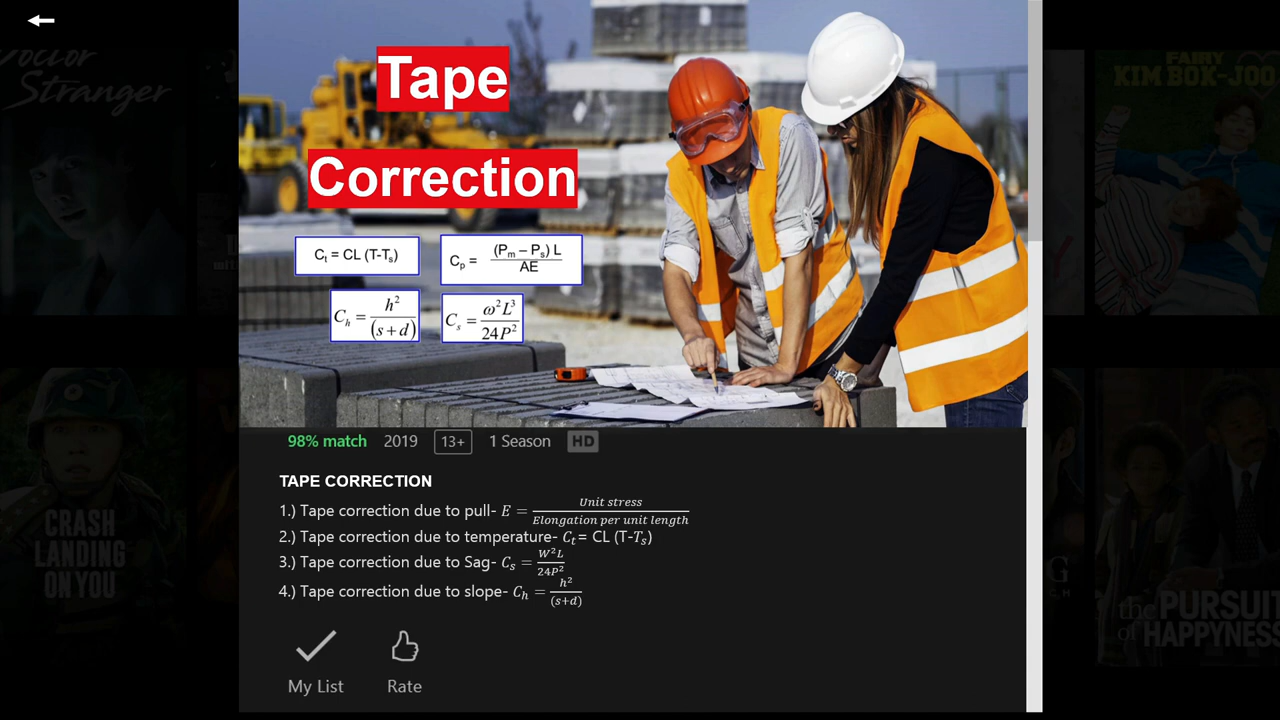 Doctor
Stranger
FAIRY
KIM BOK-JOO
Tape
Correction
Cₜ = CL (T-Tₛ)
Cₚ = (Pₘ – Pₛ) L / AE
Cₕ = h² / (s+d)
Cₛ = ω²L³ / 24P²
98% match 2019 13+ 1 Season HD
TAPE CORRECTION
1.) Tape correction due to pull- E = Unit stress / Elongation per unit length
2.) Tape correction due to temperature- Cₜ= CL (T-Tₛ)
3.) Tape correction due to Sag- Cₛ = W²L / 24P²
4.) Tape correction due to slope- Cₕ = h² / (s+d)
CRASH
LANDING
ON YOU
the PURSUIT
of HAPPYNESS
My List Rate